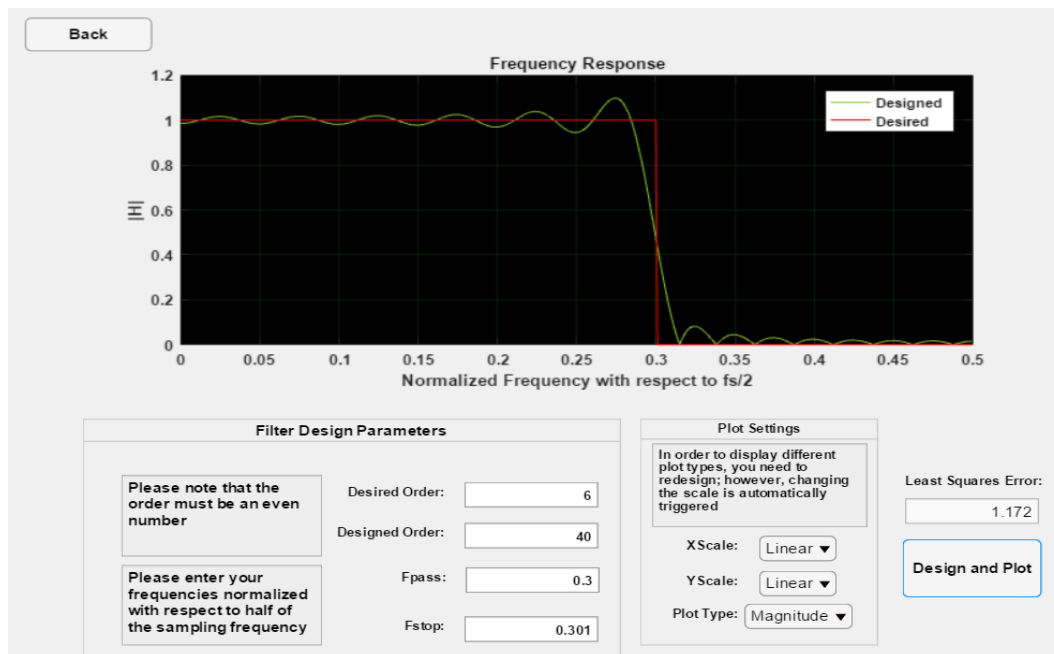 Back
Frequency Response
1.2
1
0.8
0.6
0.4
0.2
0
|H|
Designed
Desired
0 0.05 0.1 0.15 0.2 0.25 0.3 0.35 0.4 0.45 0.5
Normalized Frequency with respect to fs/2
Filter Design Parameters
Please note that the
order must be an even
number
Please enter your
frequencies normalized
with respect to half of
the sampling frequency
Desired Order: 6
Designed Order: 40
Fpass: 0.3
Fstop: 0.301
Plot Settings
In order to display different
plot types, you need to
redesign; however, changing
the scale is automatically
triggered
X Scale: Linear
Y Scale: Linear
Plot Type: Magnitude
Least Squares Error:
1.172
Design and Plot